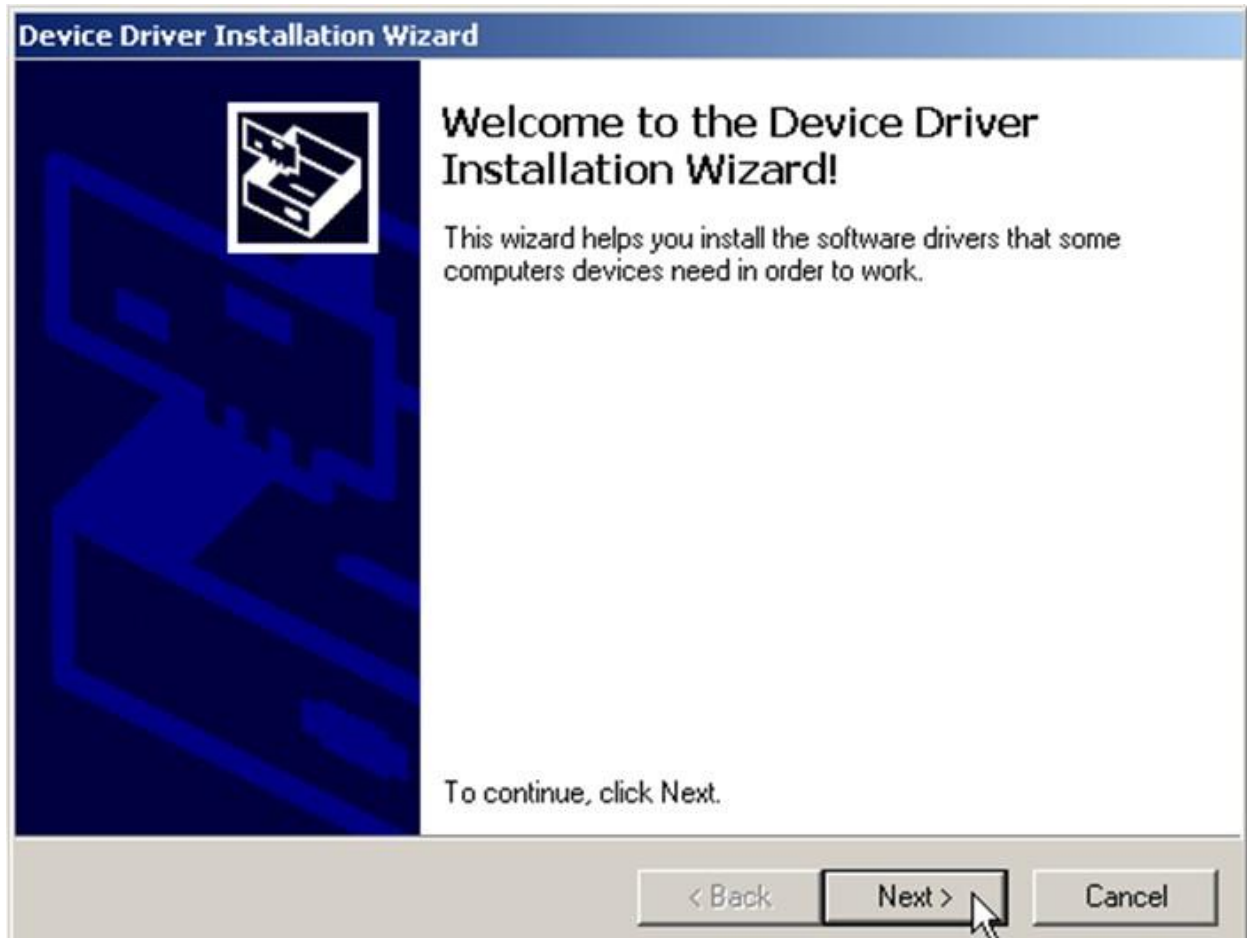 Device Driver Installation Wizard
Welcome to the Device Driver
Installation Wizard!
This wizard helps you install the software drivers that some
computers devices need in order to work.
To continue, click Next.
< Back
Next >
Cancel